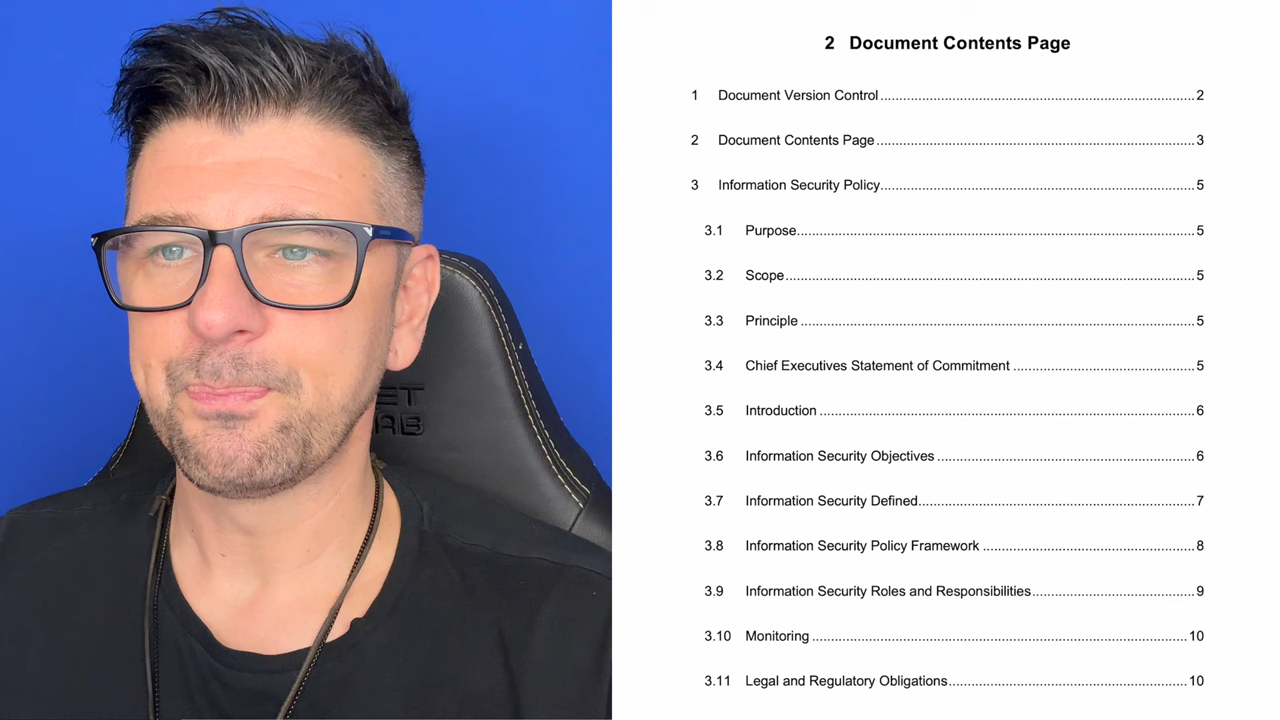 2 Document Contents Page
1 Document Version Control 2
2 Document Contents Page 3
3 Information Security Policy 5
3.1 Purpose 5
3.2 Scope 5
3.3 Principle 5
3.4 Chief Executives Statement of Commitment 5
3.5 Introduction 6
3.6 Information Security Objectives 6
3.7 Information Security Defined 7
3.8 Information Security Policy Framework 8
3.9 Information Security Roles and Responsibilities 9
3.10 Monitoring 10
3.11 Legal and Regulatory Obligations 10